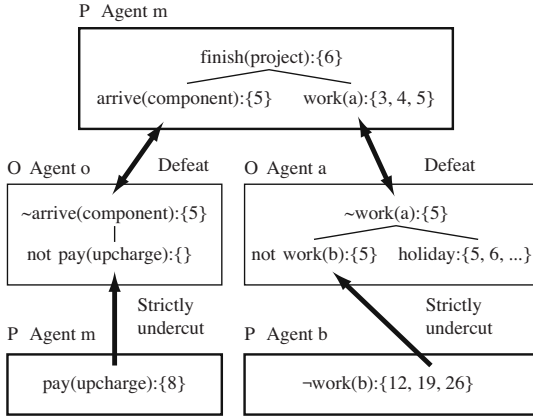 P Agent m
finish(project):{6}
arrive(component):{5} work(a):{3, 4, 5}
O Agent o Defeat O Agent a Defeat
~arrive(component):{5} ~work(a):{5}
not pay(upcharge):{} not work(b):{5} holiday:{5, 6, ...}
Strictly Strictly
undercut undercut
P Agent m P Agent b
pay(upcharge):{8} ¬work(b):{12, 19, 26}